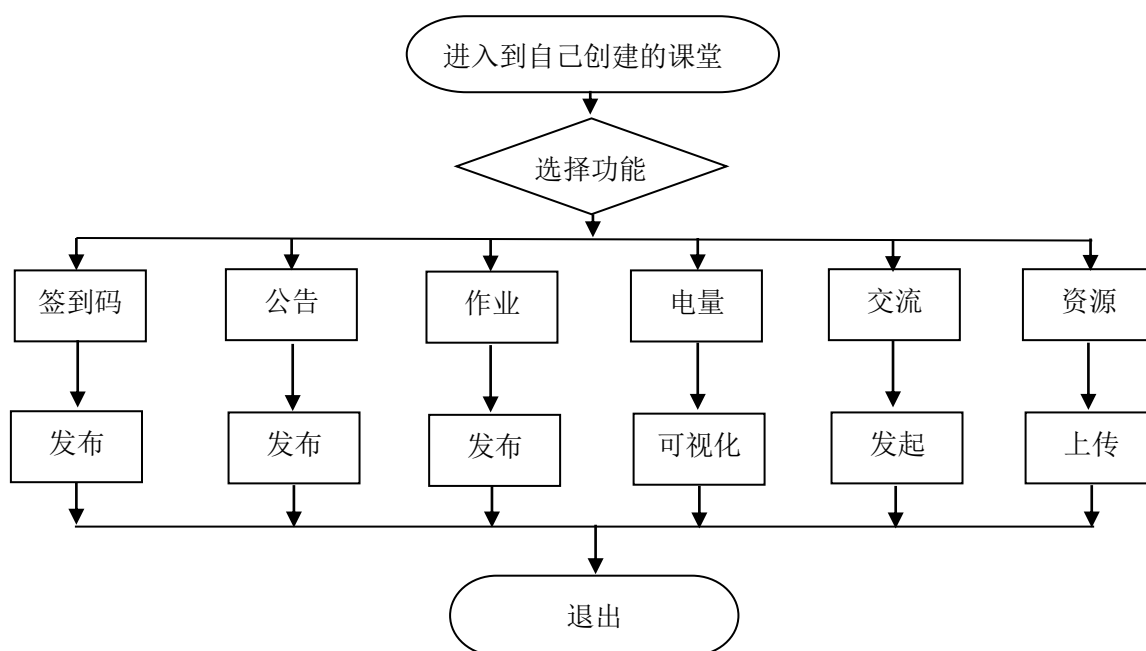 进入到自己创建的课堂
选择功能
签到码
公告
作业
电量
交流
资源
发布
发布
发布
可视化
发起
上传
退出